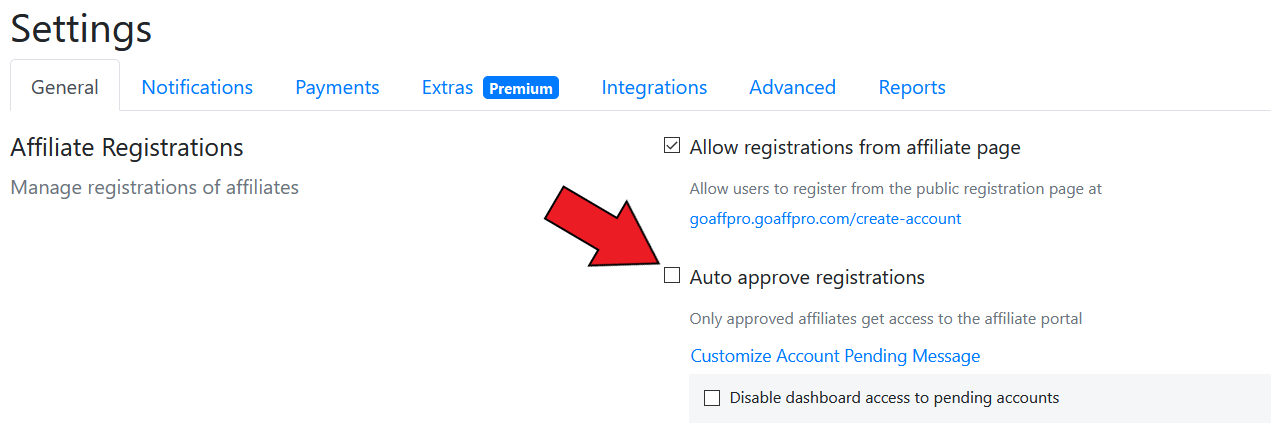 Settings
General Notifications Payments Extras Premium Integrations Advanced Reports
Affiliate Registrations
Manage registrations of affiliates
Allow registrations from affiliate page
Allow users to register from the public registration page at
goaffpro.goaffpro.com/create-account
Auto approve registrations
Only approved affiliates get access to the affiliate portal
Customize Account Pending Message
Disable dashboard access to pending accounts